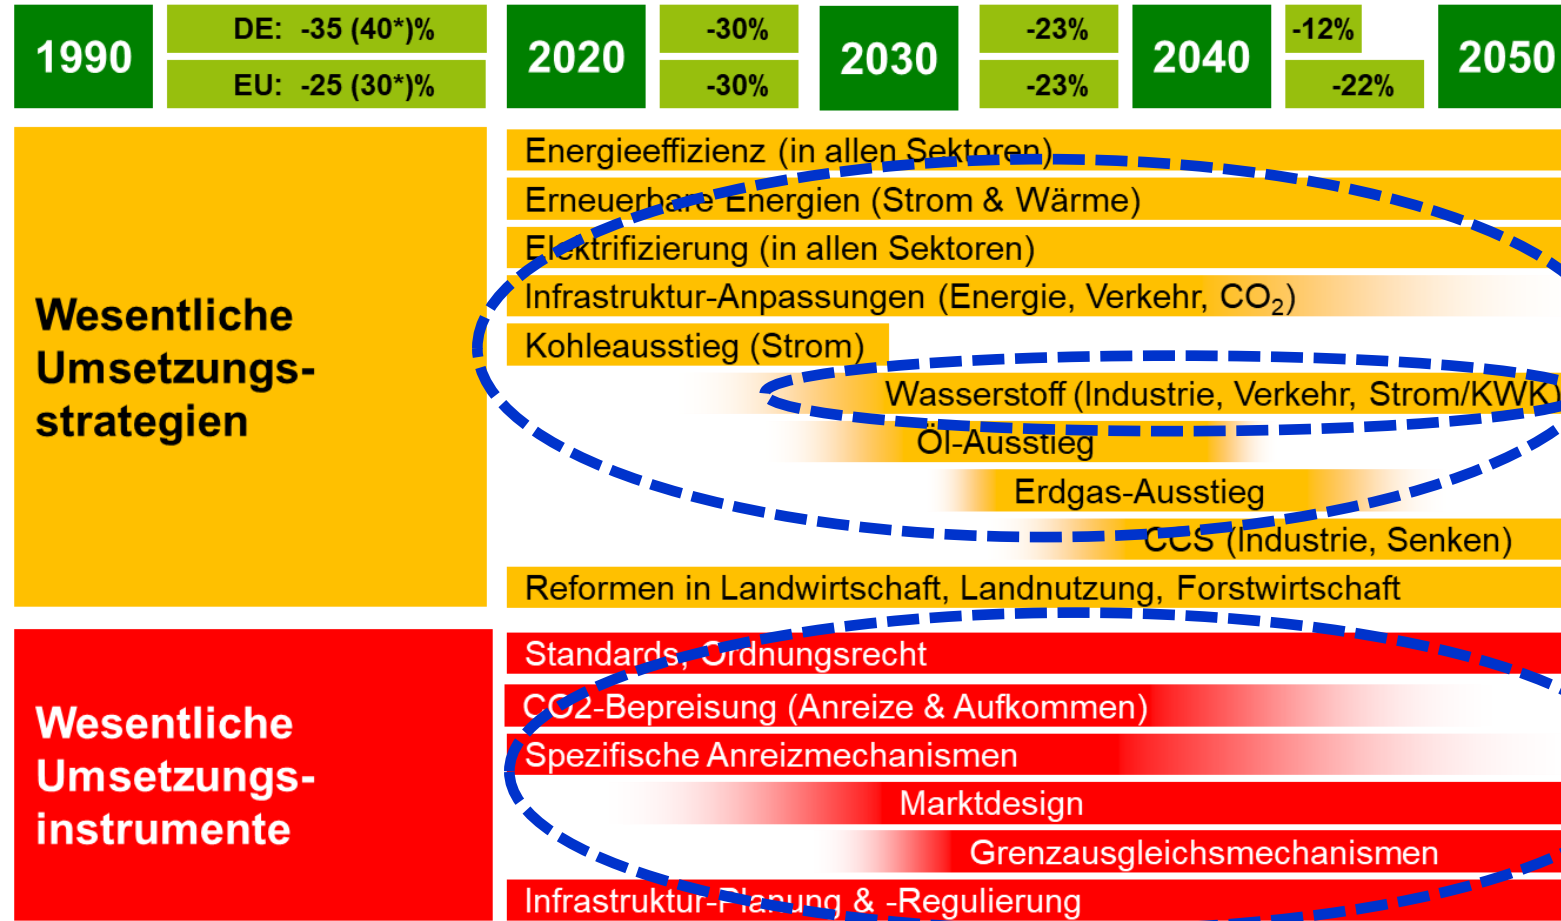 1990
DE: -35 (40*)%
EU: -25 (30*)%
2020
-30%
-30%
2030
-23%
-23%
2040
-12%
-22%
2050
Wesentliche
Umsetzungs-
strategien
Energieeffizienz (in allen Sektoren)
Erneuerbare Energien (Strom & Wärme)
Elektrifizierung (in allen Sektoren)
Infrastruktur-Anpassungen (Energie, Verkehr, CO₂)
Kohleausstieg (Strom)
Wasserstoff (Industrie, Verkehr, Strom/KWK)
Öl-Ausstieg
Erdgas-Ausstieg
CCS (Industrie, Senken)
Reformen in Landwirtschaft, Landnutzung, Forstwirtschaft
Wesentliche
Umsetzungs-
instrumente
Standards, Ordnungsrecht
CO2-Bepreisung (Anreize & Aufkommen)
Spezifische Anreizmechanismen
Marktdesign
Grenzausgleichsmechanismen
Infrastruktur-Planung & -Regulierung